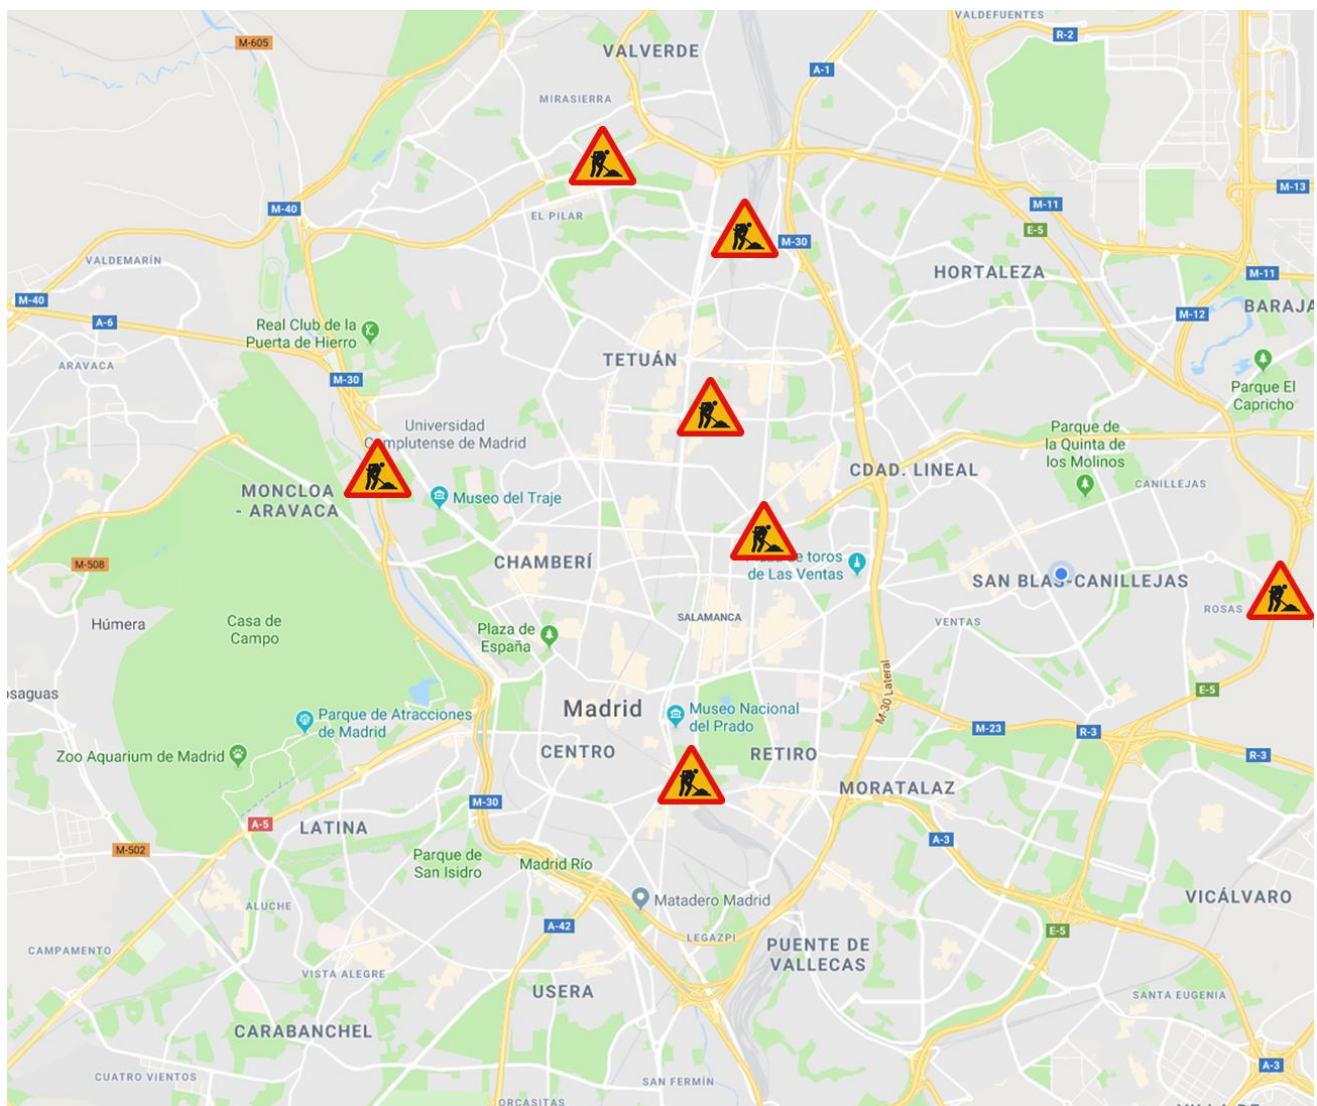 VALDEFUENTES
M-605
R-2
VALVERDE
A-1
MIRASIERRA
M-13
M-40
M-11
EL PILAR
E-5
M-30
VALDEMARÍN
HORTALEZA
M-11
M-40
BARAJA
M-12
A-6
Real Club de la
Puerta de Hierro
TETUÁN
ARAVACA
M-30
Parque El
Capricho
Universidad
Complutense de Madrid
Parque de
la Quinta de
los Molinos
CDAD. LINEAL
CANILLEJAS
MONCLOA
- ARAVACA
Museo del Traje
CHAMBERÍ
de toros
de Las Ventas
M-508
SAN BLAS-CANILLEJAS
ROSAS
Húmera
Casa de
Campo
SALAMANCA
VENTAS
Plaza de
España
M-30 Lateral
osaguas
E-5
Madrid
Museo Nacional
del Prado
Parque de Atracciones
de Madrid
M-23
R-3
R-3
Zoo Aquarium de Madrid
CENTRO
RETIRO
MORATALAZ
M-30
A-5
LATINA
A-3
M-502
Parque de
San Isidro
Madrid Río
Matadero Madrid
VICÁLVARO
ALUCHE
A-42
LEGAZPI
E-5
CAMPAMENTO
PUENTE DE
VALLECAS
VISTA ALEGRE
USERA
SANTA EUGENIA
CARABANCHEL
A-3
CUATRO VIENTOS
SAN FERMÍN
ORCASITAS